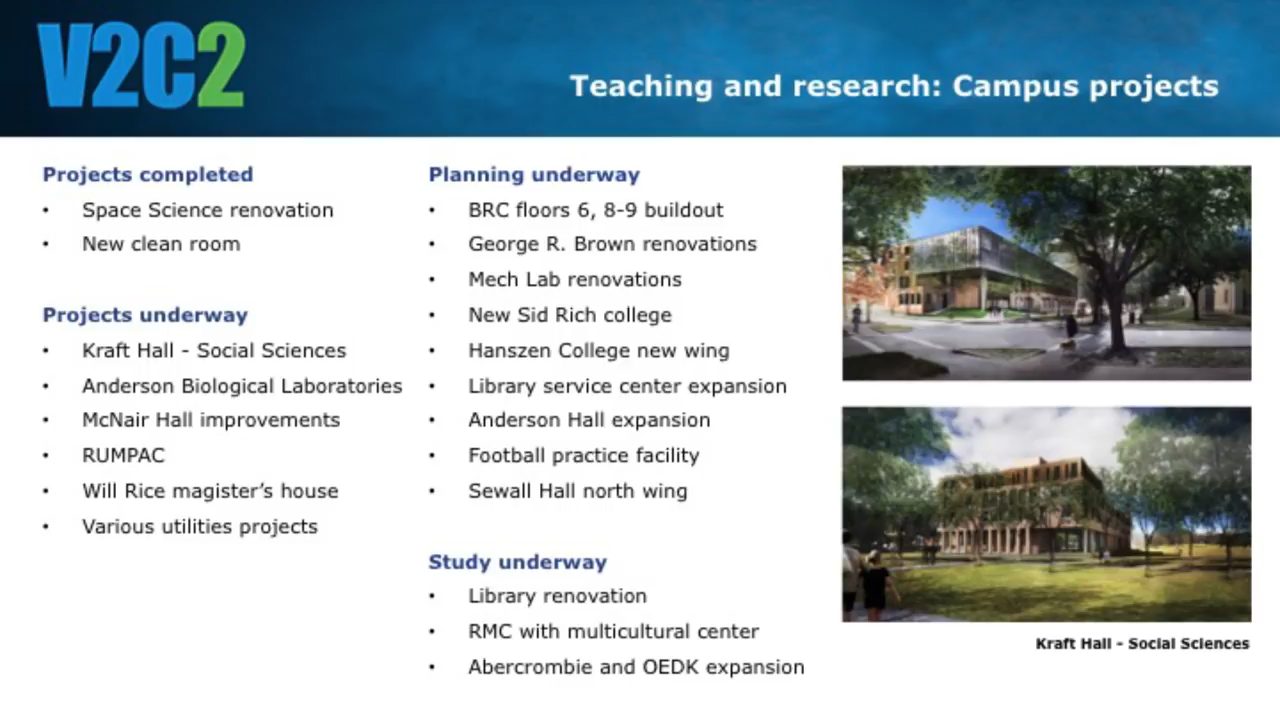 V2C2
Teaching and research: Campus projects
Projects completed
• Space Science renovation
• New clean room
Projects underway
• Kraft Hall - Social Sciences
• Anderson Biological Laboratories
• McNair Hall improvements
• RUMPAC
• Will Rice magister's house
• Various utilities projects
Planning underway
• BRC floors 6, 8-9 buildout
• George R. Brown renovations
• Mech Lab renovations
• New Sid Rich college
• Hanszen College new wing
• Library service center expansion
• Anderson Hall expansion
• Football practice facility
• Sewall Hall north wing
Study underway
• Library renovation
• RMC with multicultural center
• Abercrombie and OEDK expansion
Kraft Hall - Social Sciences